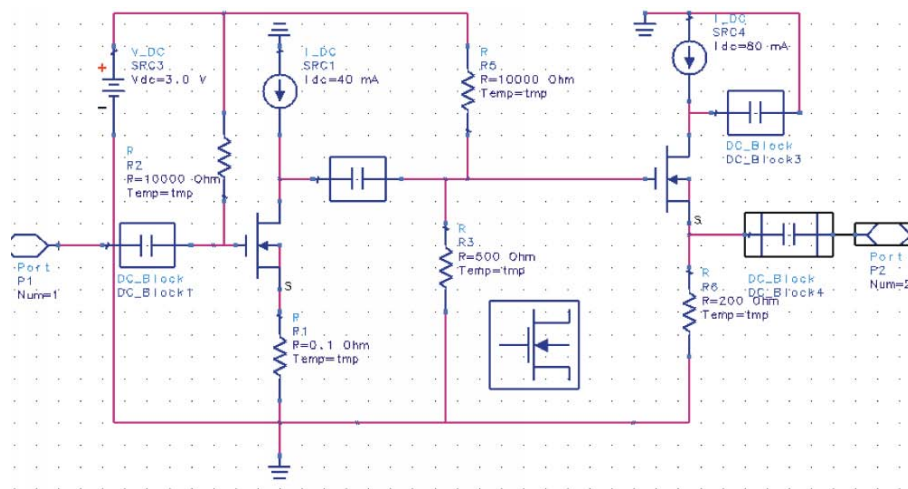 V_DC
SRC3
Vdc=3.0 V
I_DC
SRC1
Idc=40 mA
R
R5
R=10000 Ohm
Temp=tmp
I_DC
SRC4
Idc=80 mA
R
R2
R=10000 Ohm
Temp=tmp
DC_Block
DC_Block3
Port
P1
Num=1
DC_Block
DC_Block1
S
R
R1
R=0.1 Ohm
Temp=tmp
R
R3
R=500 Ohm
Temp=tmp
S
R
R6
R=200 Ohm
Temp=tmp
DC_Block
DC_Block4
Port
P2
Num=2